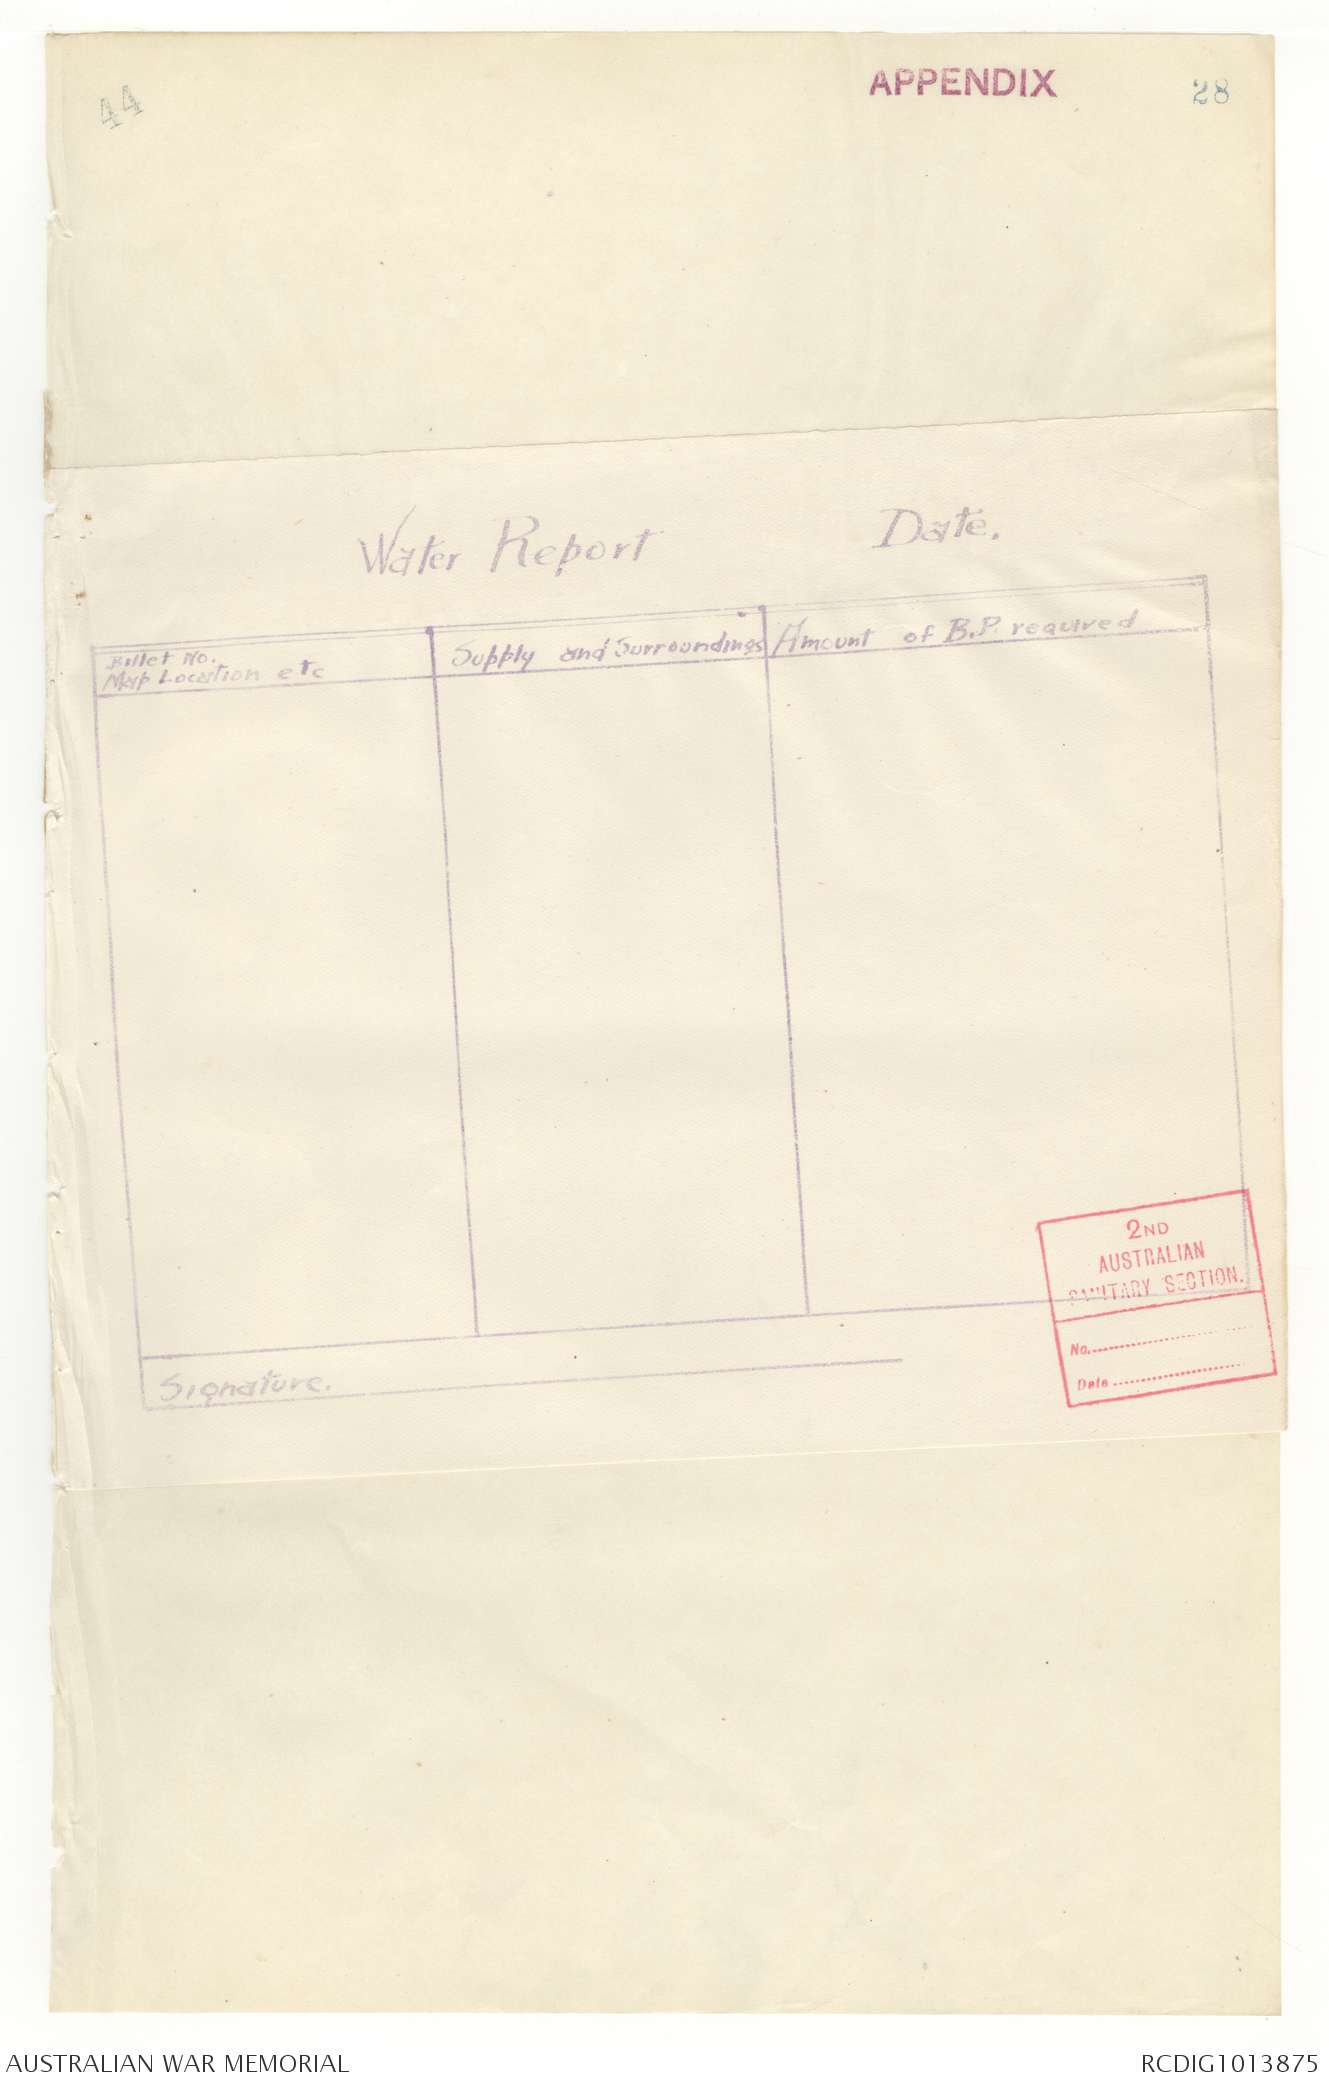 44
APPENDIX
28
Water Report
Date.
Billet No.
Map Location etc
Supply and Surroundings
Amount of B.P. required
2ND
AUSTRALIAN
SANITARY SECTION.
No.
Date
Signature.
AUSTRALIAN WAR MEMORIAL
RCDIG1013875